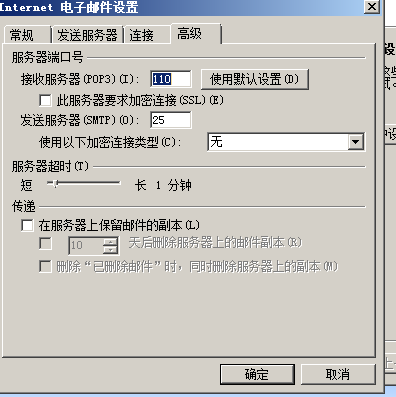 Internet 电子邮件设置
常规 发送服务器 连接 高级
服务器端口号
接收服务器(POP3)(I): 110 使用默认设置(D)
此服务器要求加密连接(SSL)(E)
发送服务器(SMTP)(O): 25
使用以下加密连接类型(C): 无
服务器超时(T)
短 长 1 分钟
传递
在服务器上保留邮件的副本(L)
10 天后删除服务器上的邮件副本(R)
删除“已删除邮件”时，同时删除服务器上的副本(M)
确定 取消